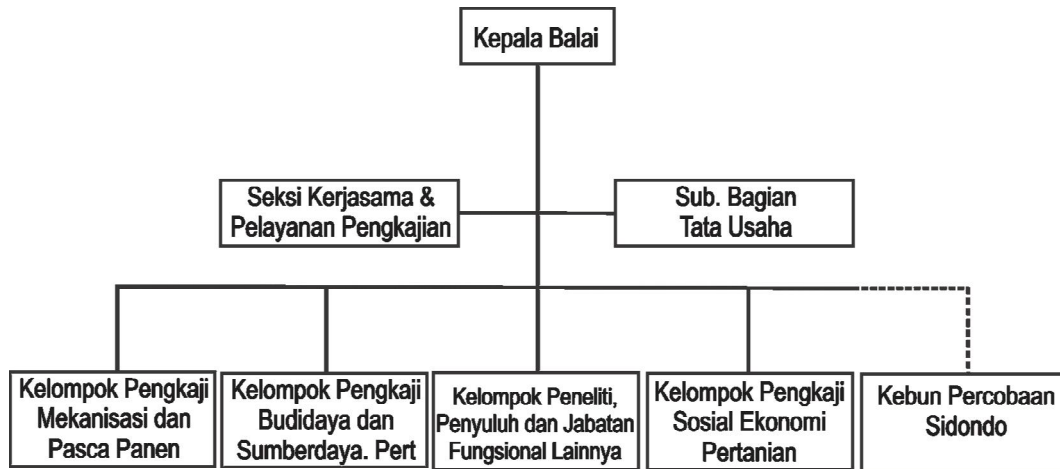 Kepala Balai
Seksi Kerjasama &
Pelayanan Pengkajian
Sub. Bagian
Tata Usaha
Kelompok Pengkaji
Mekanisasi dan
Pasca Panen
Kelompok Pengkaji
Budidaya dan
Sumberdaya. Pert
Kelompok Peneliti,
Penyuluh dan Jabatan
Fungsional Lainnya
Kelompok Pengkaji
Sosial Ekonomi
Pertanian
Kebun Percobaan
Sidondo